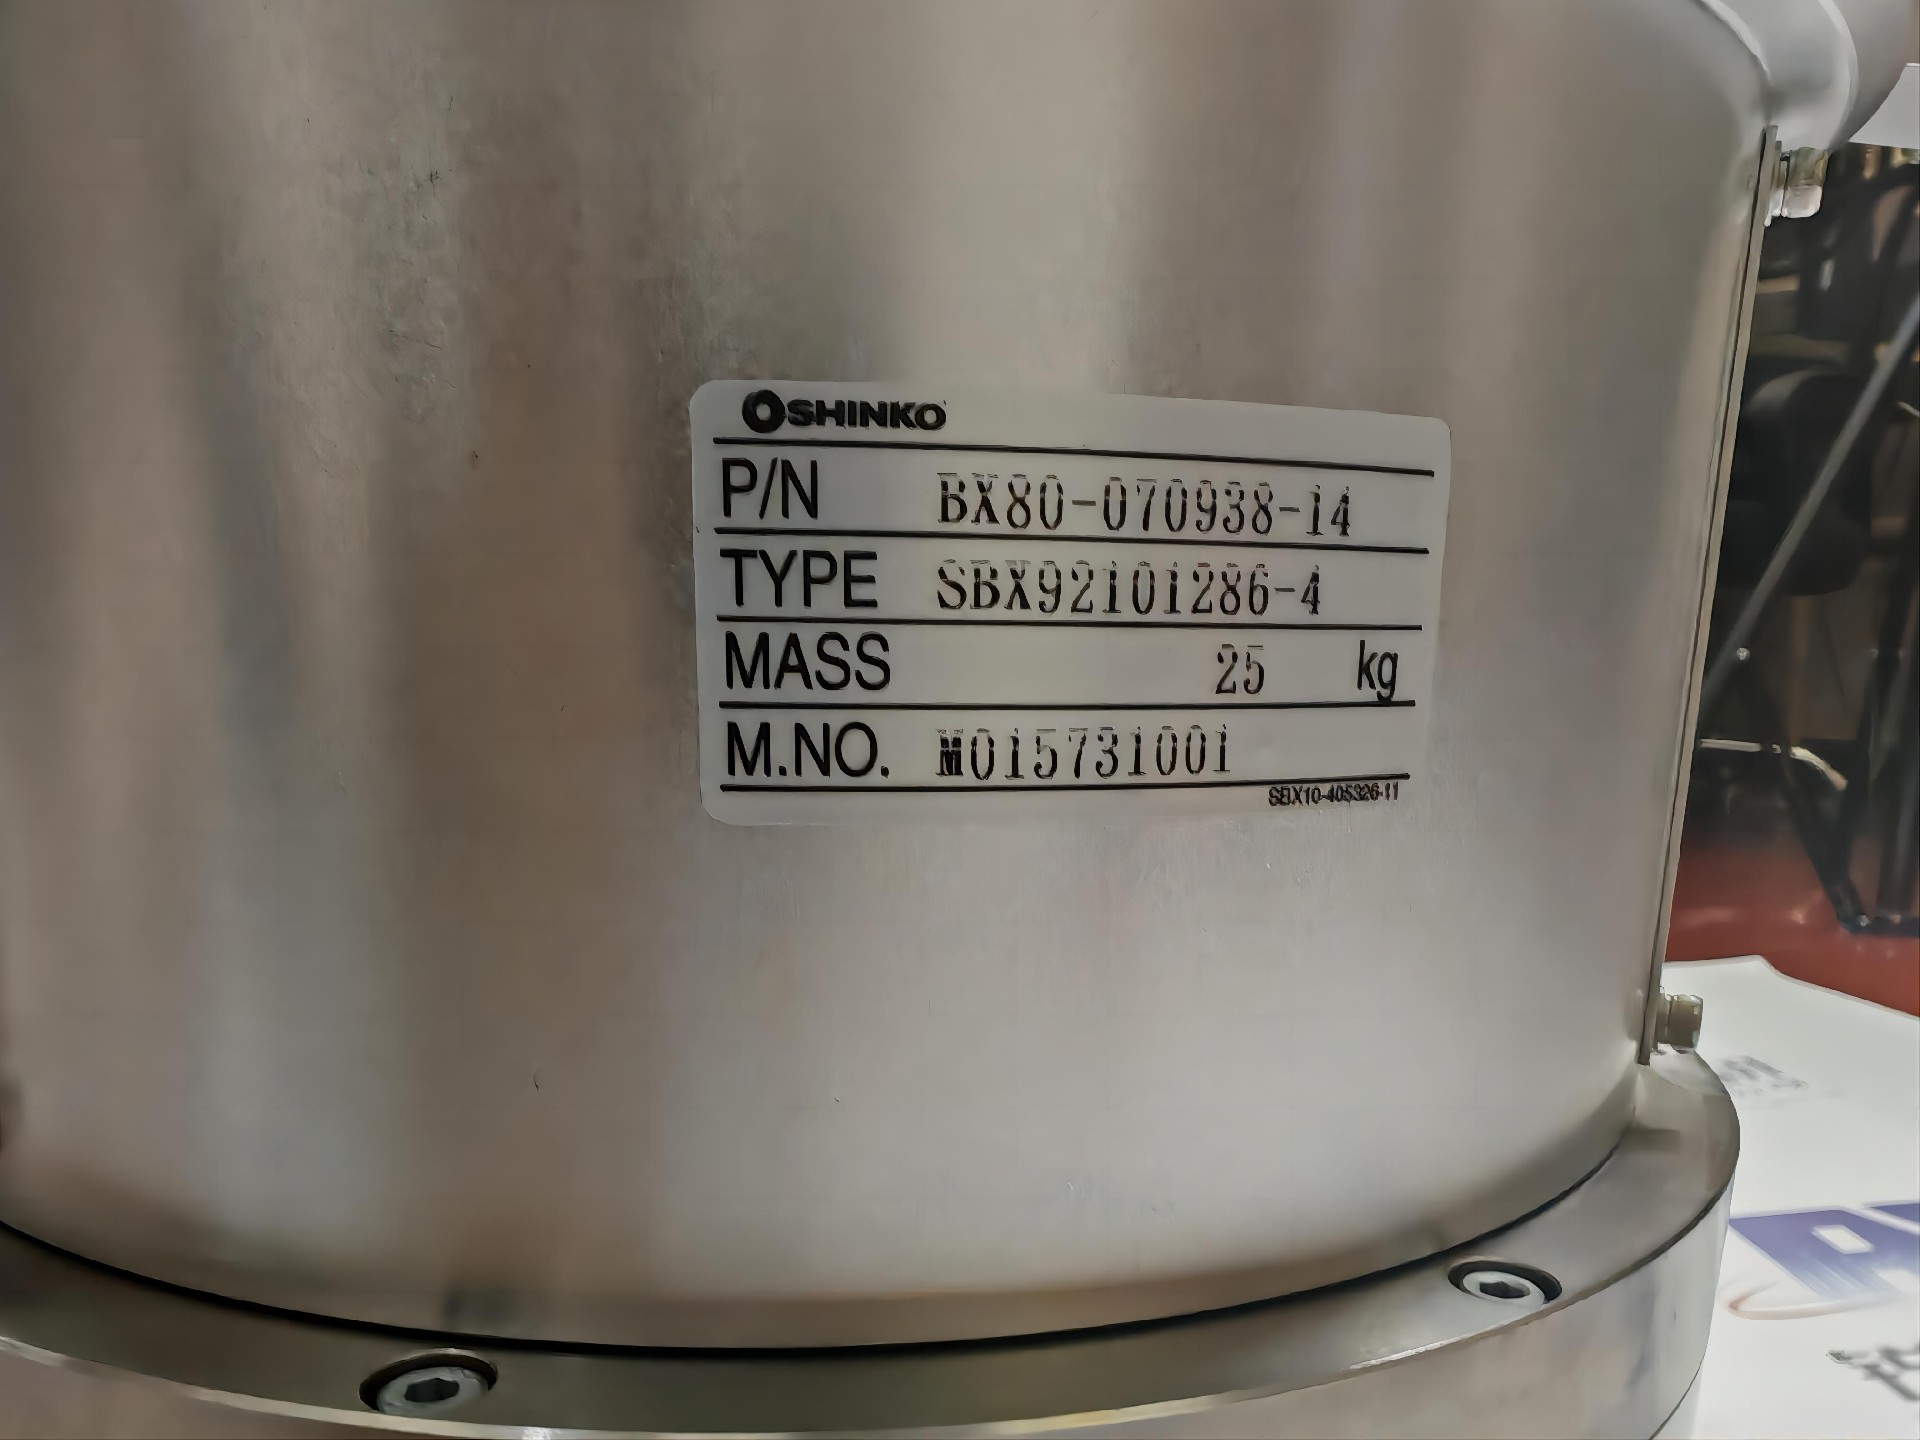 SHINKO
P/N BX80-070938-14
TYPE SBX92101286-4
MASS 25 kg
M.NO. M015731001
SBX10-405326-11